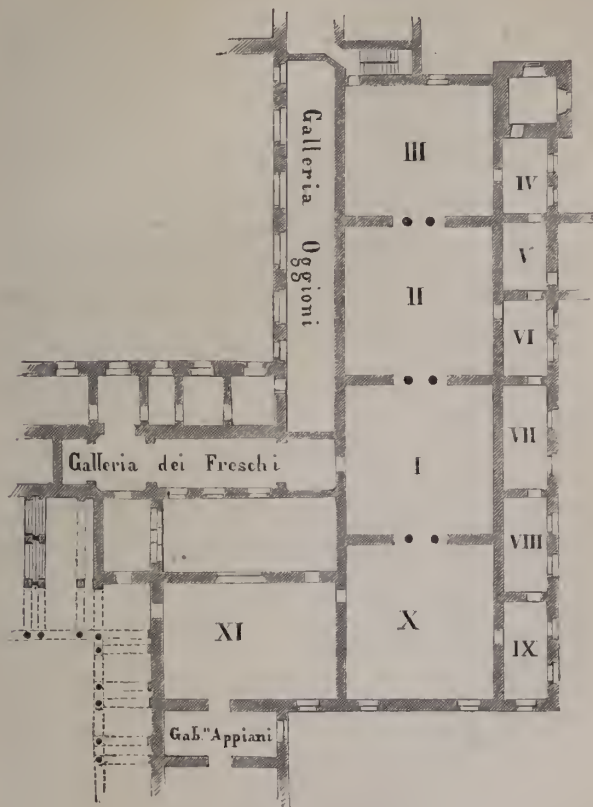 Galleria Oggioni
III
IV
V
II
VI
VII
Galleria dei Freschi
I
VIII
X
XI
IX
Gab.º Appiani